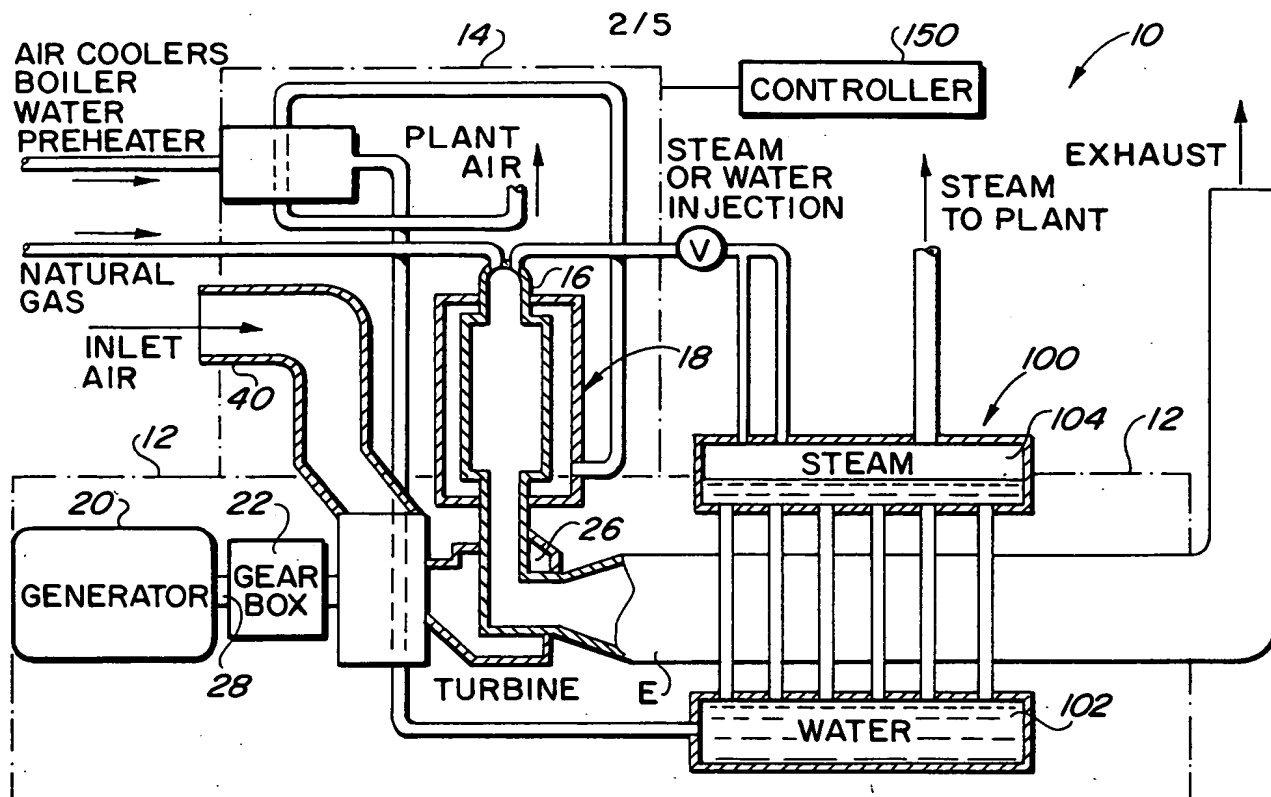 2/5
14
150
10
AIR COOLERS
BOILER
WATER
PREHEATER
CONTROLLER
PLANT
AIR
STEAM
OR WATER
INJECTION
EXHAUST
STEAM
TO PLANT
V
NATURAL
GAS
16
INLET
AIR
18
40
100
104
12
12
STEAM
20
22
26
GENERATOR
GEAR
BOX
28
TURBINE
E
WATER
102